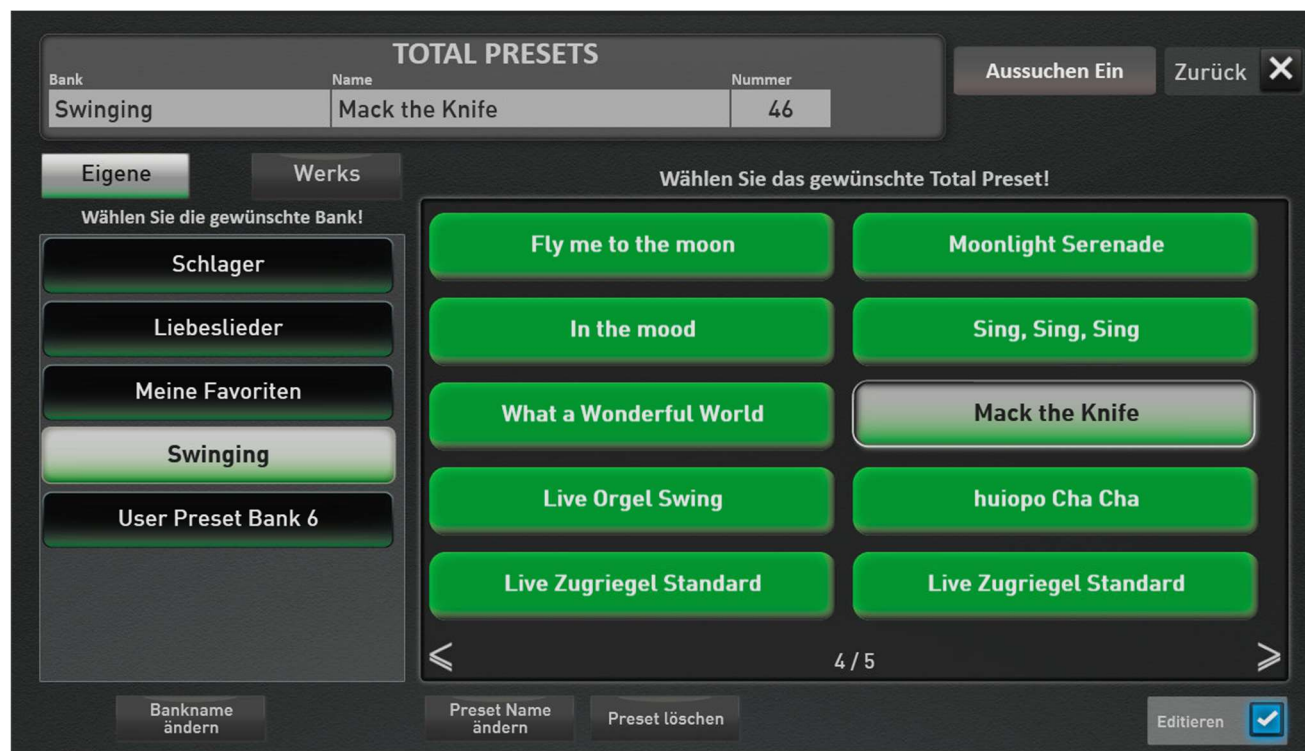 TOTAL PRESETS
Bank
Name
Nummer
Swinging
Mack the Knife
46
Aussuchen Ein
Zurück
Eigene
Werks
Wählen Sie die gewünschte Bank!
Schlager
Liebeslieder
Meine Favoriten
Swinging
User Preset Bank 6
Wählen Sie das gewünschte Total Preset!
Fly me to the moon
Moonlight Serenade
In the mood
Sing, Sing, Sing
What a Wonderful World
Mack the Knife
Live Orgel Swing
huiopo Cha Cha
Live Zugriegel Standard
Live Zugriegel Standard
4 / 5
Bankname
ändern
Preset Name
ändern
Preset löschen
Editieren